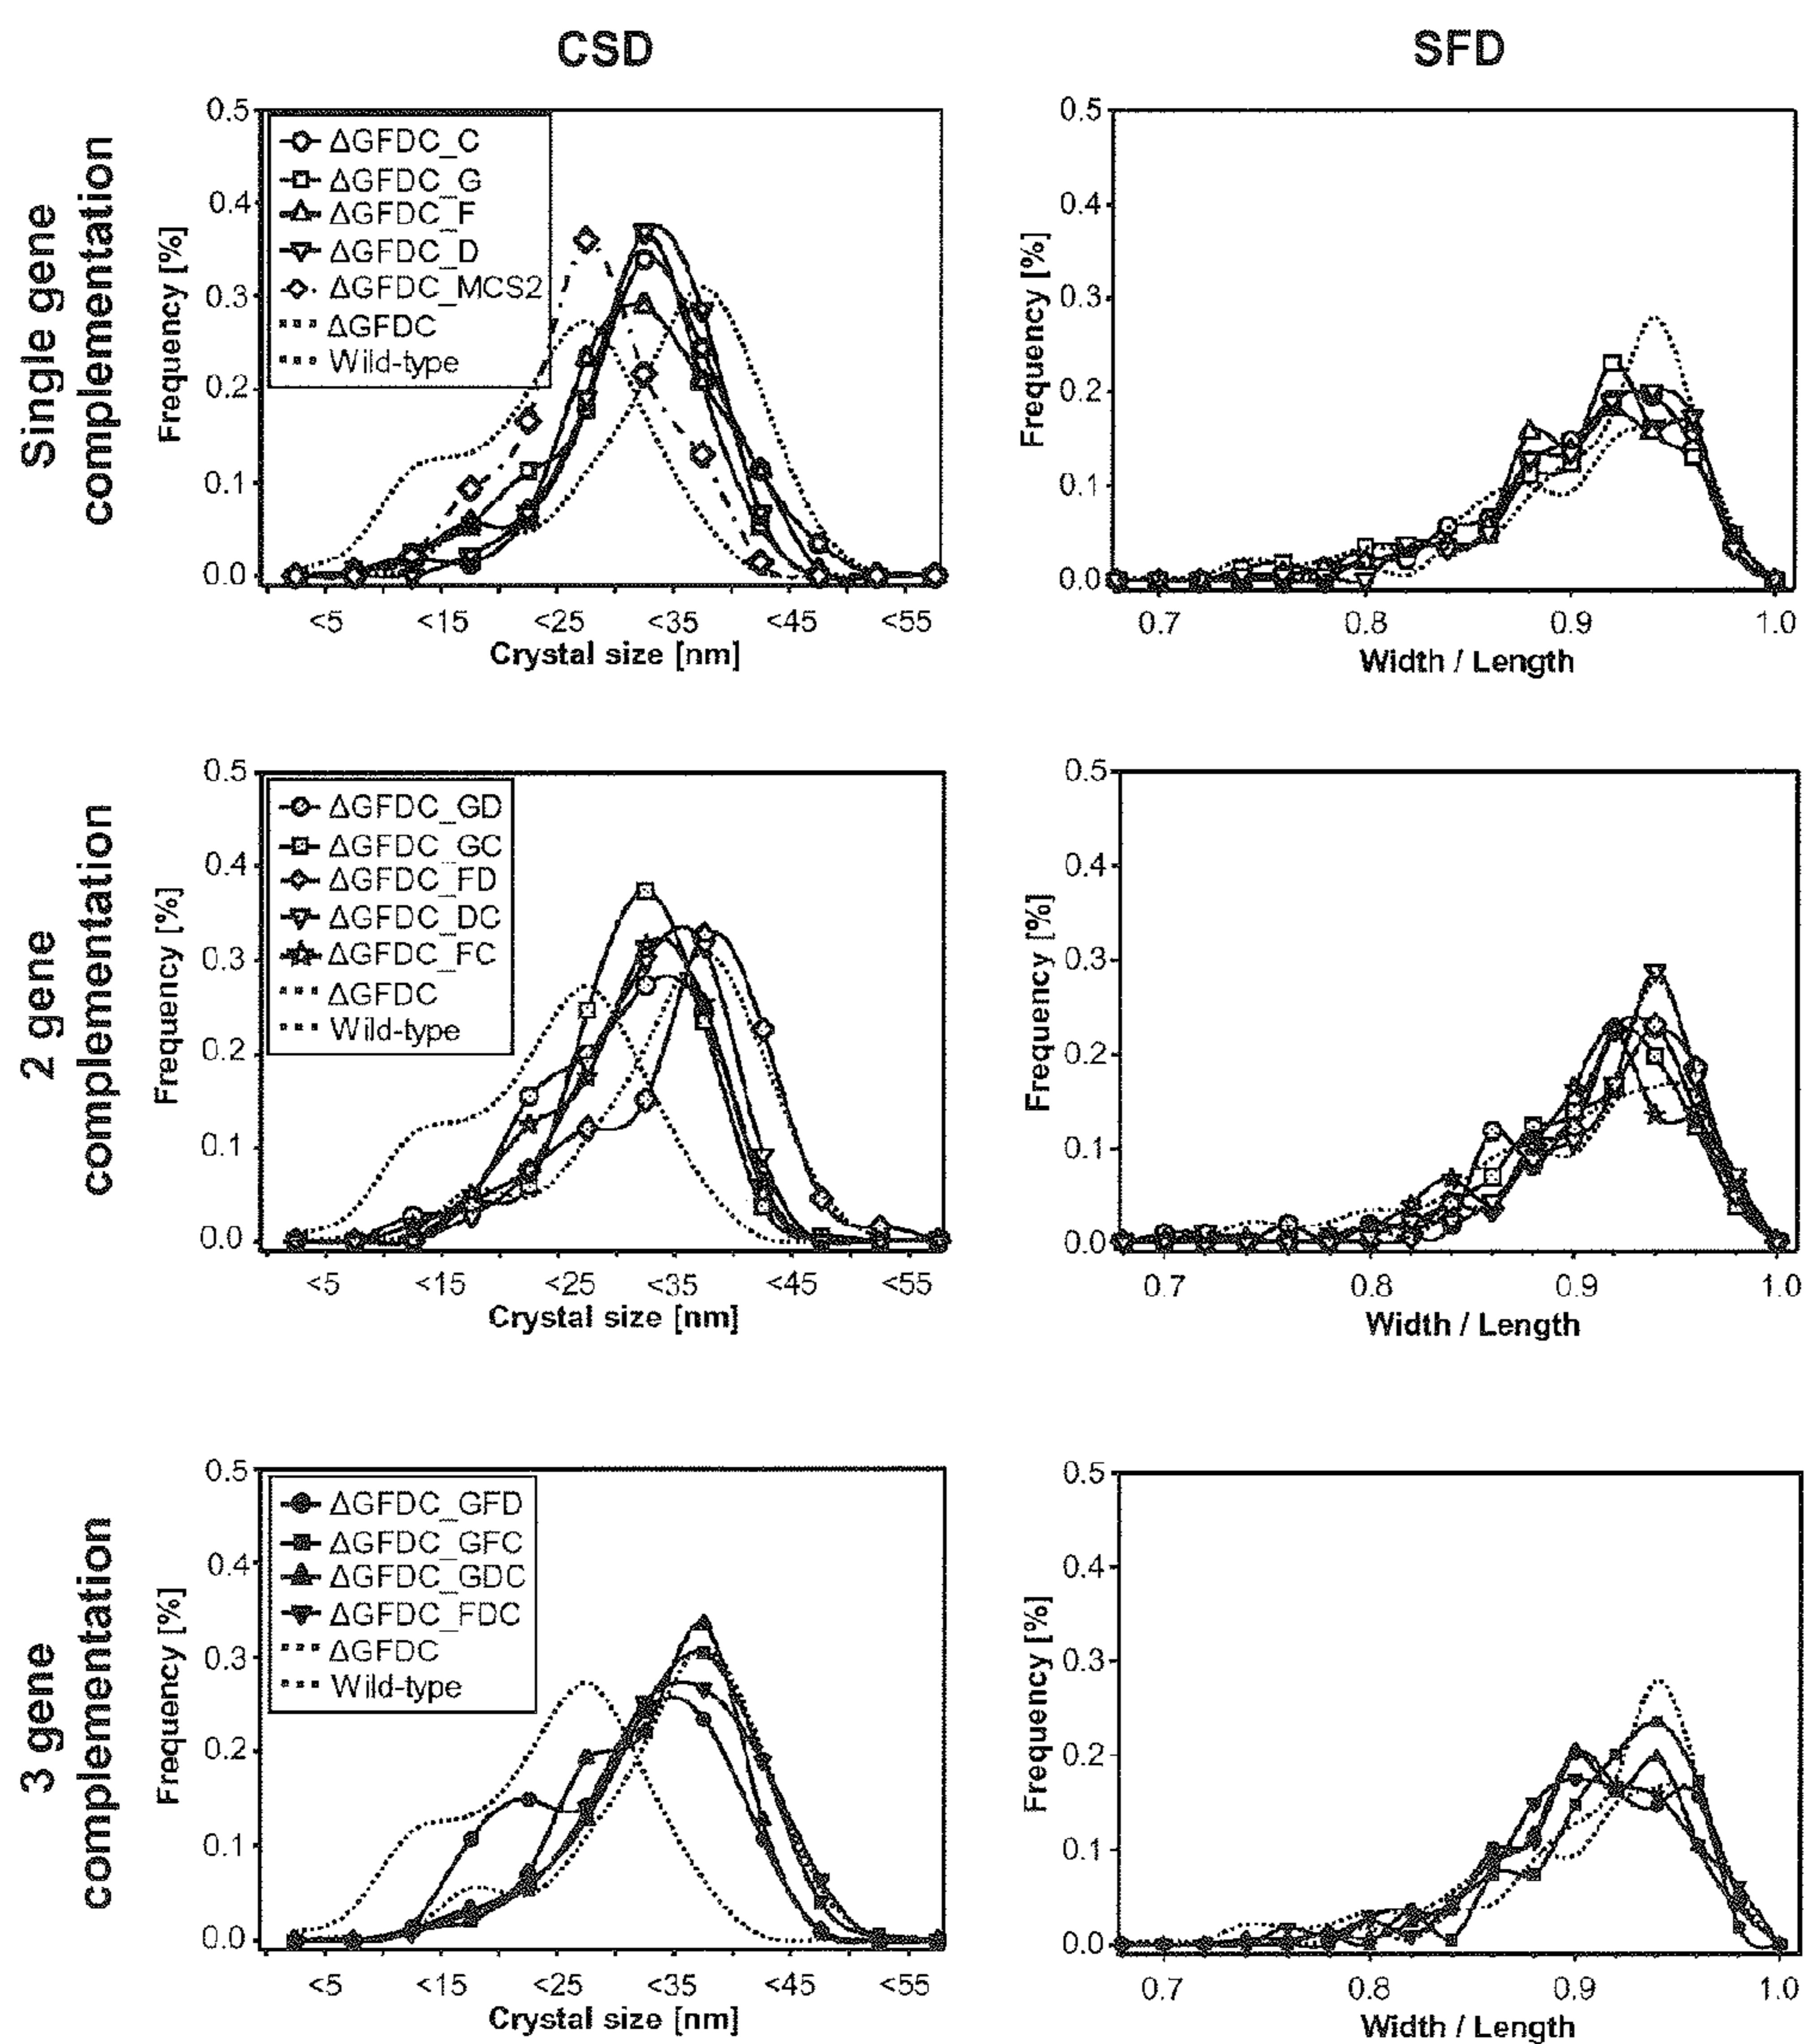 CSD
SFD
Single gene
complementation
Frequency [%]
0.5
0.4
0.3
0.2
0.1
0.0
ΔGFDC_C
ΔGFDC_G
ΔGFDC_F
ΔGFDC_D
ΔGFDC_MCS2
ΔGFDC
Wild-type
<5 <15 <25 <35 <45 <55
Crystal size [nm]
Frequency [%]
0.5
0.4
0.3
0.2
0.1
0.0
0.7 0.8 0.9 1.0
Width / Length
2 gene
complementation
Frequency [%]
0.5
0.4
0.3
0.2
0.1
0.0
ΔGFDC_GD
ΔGFDC_GC
ΔGFDC_FD
ΔGFDC_DC
ΔGFDC_FC
ΔGFDC
Wild-type
<5 <15 <25 <35 <45 <55
Crystal size [nm]
Frequency [%]
0.5
0.4
0.3
0.2
0.1
0.0
0.7 0.8 0.9 1.0
Width / Length
3 gene
complementation
Frequency [%]
0.5
0.4
0.3
0.2
0.1
0.0
ΔGFDC_GFD
ΔGFDC_GFC
ΔGFDC_GDC
ΔGFDC_FDC
ΔGFDC
Wild-type
<5 <15 <25 <35 <45 <55
Crystal size [nm]
Frequency [%]
0.5
0.4
0.3
0.2
0.1
0.0
0.7 0.8 0.9 1.0
Width / Length